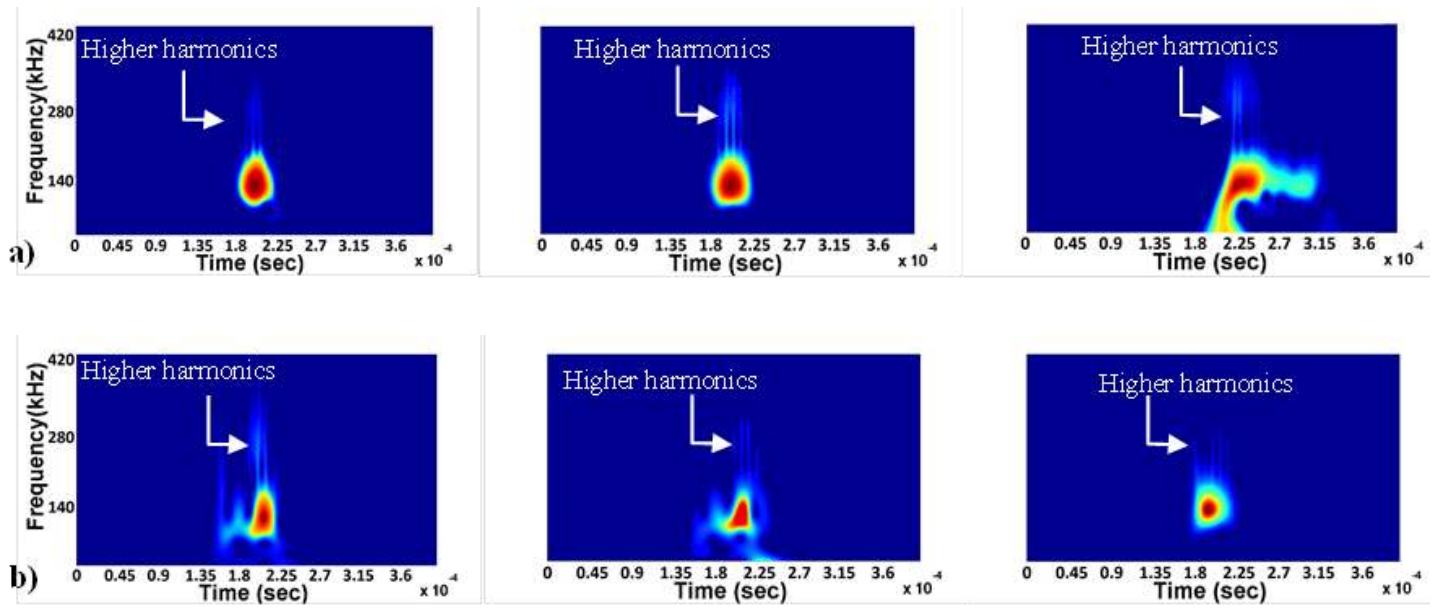 420
Higher harmonics
280
140
Frequency(kHz)
0 0.45 0.9 1.35 1.8 2.25 2.7 3.15 3.6
Time (sec)
x 10
-4
Higher harmonics
0 0.45 0.9 1.35 1.8 2.25 2.7 3.15 3.6
Time (sec)
x 10
-4
Higher harmonics
0 0.45 0.9 1.35 1.8 2.25 2.7 3.15 3.6
Time (sec)
x 10
-4
a)
420
Higher harmonics
280
140
Frequency(kHz)
0 0.45 0.9 1.35 1.8 2.25 2.7 3.15 3.6
Time (sec)
x 10
-4
Higher harmonics
0 0.45 0.9 1.35 1.8 2.25 2.7 3.15 3.6
Time (sec)
x 10
-4
Higher harmonics
0 0.45 0.9 1.35 1.8 2.25 2.7 3.15 3.6
Time (sec)
x 10
-4
b)